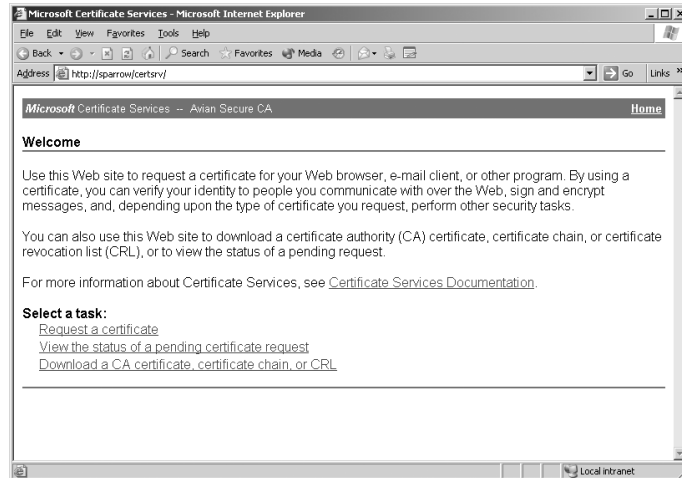 Microsoft Certificate Services - Microsoft Internet Explorer
File Edit View Favorites Tools Help
Back Search Favorites Media
Address http://sparrow/certsrv/ Go Links »
Microsoft Certificate Services -- Avian Secure CA Home
Welcome
Use this Web site to request a certificate for your Web browser, e-mail client, or other program. By using a
certificate, you can verify your identity to people you communicate with over the Web, sign and encrypt
messages, and, depending upon the type of certificate you request, perform other security tasks.
You can also use this Web site to download a certificate authority (CA) certificate, certificate chain, or certificate
revocation list (CRL), or to view the status of a pending request.
For more information about Certificate Services, see Certificate Services Documentation.
Select a task:
Request a certificate
View the status of a pending certificate request
Download a CA certificate, certificate chain, or CRL
Local intranet